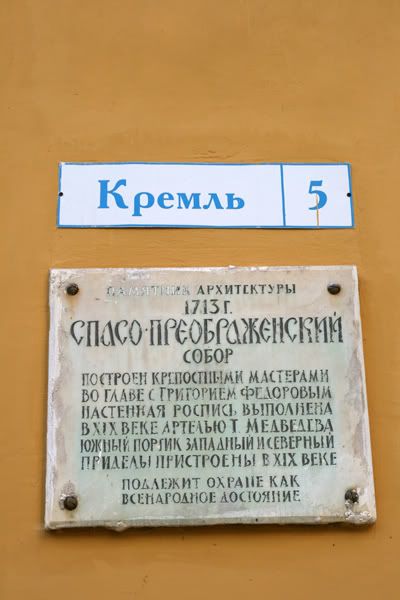 Кремль 5
ПАМЯТНИК АРХИТЕКТУРЫ
1713 г.
СПАСО-ПРЕОБРАЖЕНСКИЙ
СОБОР
ПОСТРОЕН КРЕПОСТНЫМИ МАСТЕРАМИ
ВО ГЛАВЕ С ГРИГОРИЕМ ФЕДОРОВЫМ
НАСТЕННАЯ РОСПИСЬ ВЫПОЛНЕНА
В XIX ВЕКЕ АРТЕЛЬЮ Т. МЕДВЕДЕВА
ЮЖНЫЙ ПОРТИК ЗАПАДНЫЙ И СЕВЕРНЫЙ
ПРИДЕЛЫ ПРИСТРОЕНЫ В XIX ВЕКЕ
ПОДЛЕЖИТ ОХРАНЕ КАК
ВСЕНАРОДНОЕ ДОСТОЯНИЕ